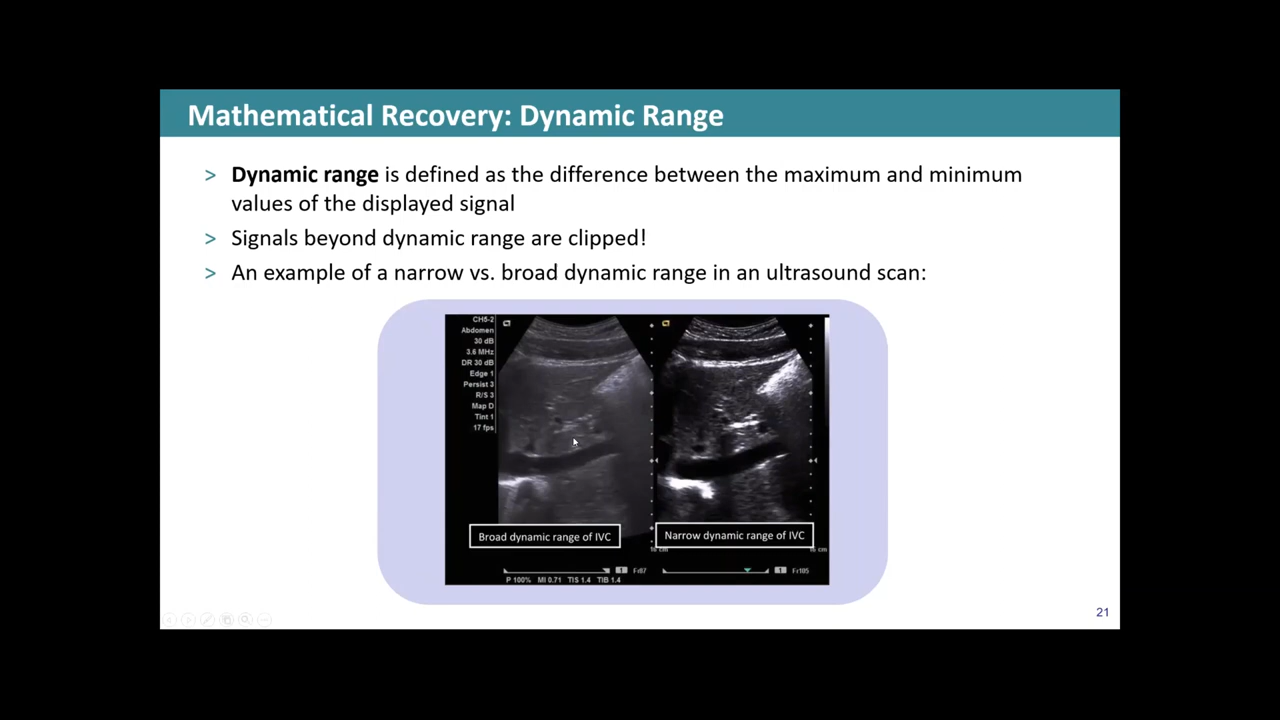 Mathematical Recovery: Dynamic Range
> Dynamic range is defined as the difference between the maximum and minimum
values of the displayed signal
> Signals beyond dynamic range are clipped!
> An example of a narrow vs. broad dynamic range in an ultrasound scan:
CH5-2
Abdomen
30 dB
3.6 MHz
DR 30 dB
Edge 1
Persist 3
R/S 3
Map D
Tint 1
17 fps
Broad dynamic range of IVC
Narrow dynamic range of IVC
1 Fr87
1 Fr105
P 100% MI 0.71 TIS 1.4 TIB 1.4
21